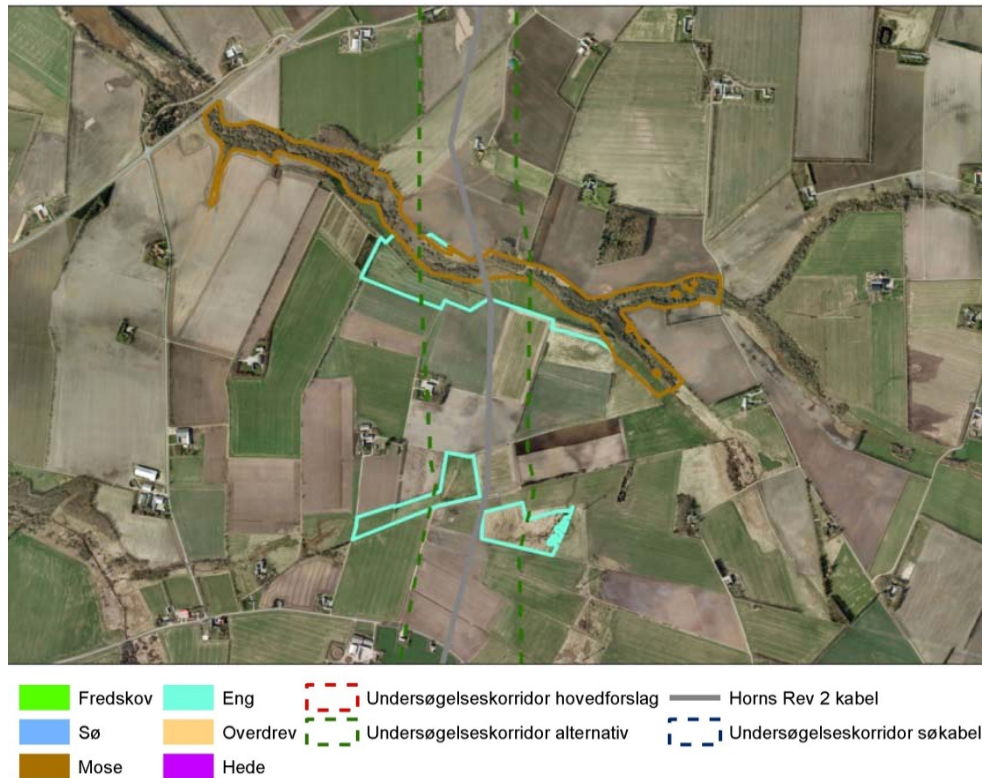 Fredskov
Eng
Undersøgelseskorridor hovedforslag
Horns Rev 2 kabel
Sø
Overdrev
Undersøgelseskorridor alternativ
Undersøgelseskorridor søkabel
Mose
Hede